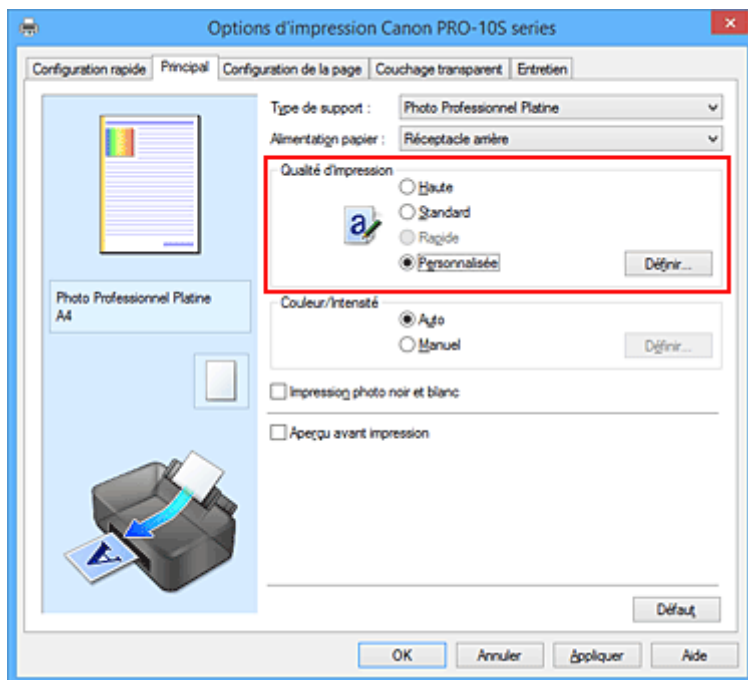 Options d'impression Canon PRO-10S series
Configuration rapide Principal Configuration de la page Couchage transparent Entretien
Type de support : Photo Professionnel Platine
Alimentation papier : Réceptacle arrière
Qualité d'impression
Haute
Standard
Rapide
Personnalisée Définir...
Photo Professionnel Platine
A4
Couleur/Intensité
Auto
Manuel Définir...
Impression photo noir et blanc
Aperçu avant impression
Défaut
OK Annuler Appliquer Aide